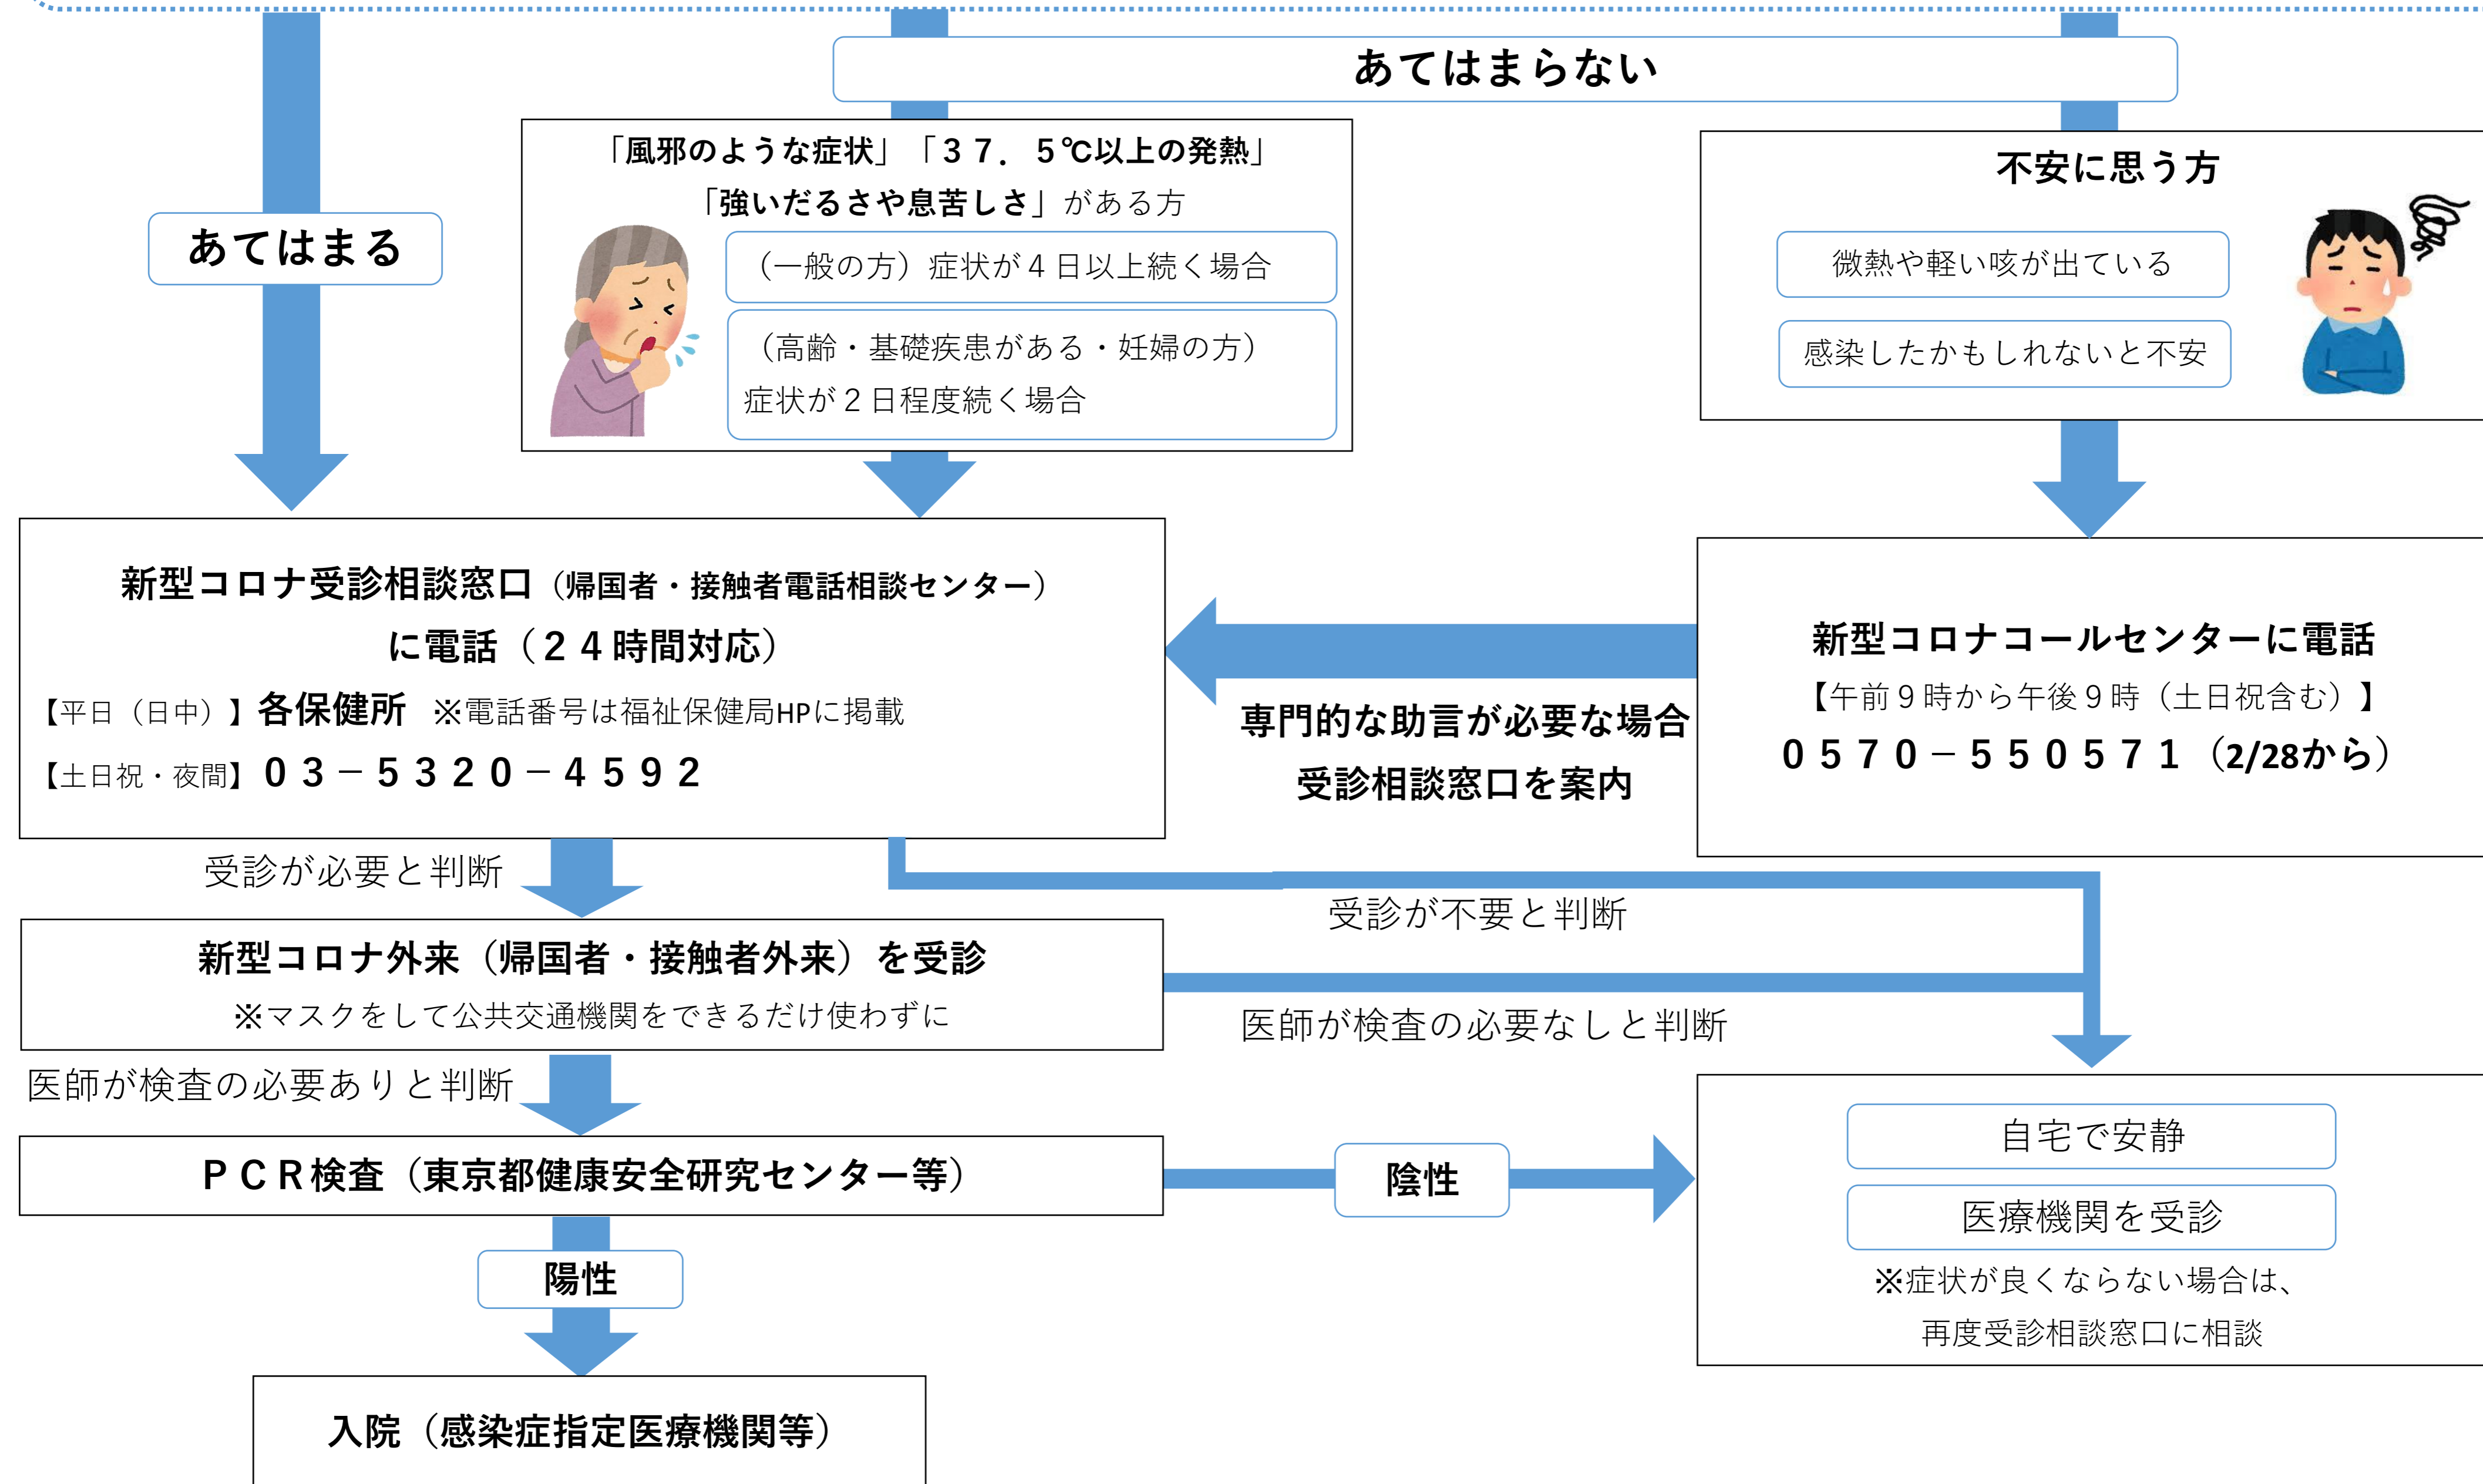 あてはまらない
あてはまる
「風邪のような症状」「３７．５℃以上の発熱」
「強いだるさや息苦しさ」がある方
（一般の方）症状が４日以上続く場合
（高齢・基礎疾患がある・妊婦の方）
症状が２日程度続く場合
不安に思う方
微熱や軽い咳が出ている
感染したかもしれないと不安
新型コロナ受診相談窓口（帰国者・接触者電話相談センター）
に電話（２４時間対応）
【平日（日中）】各保健所　※電話番号は福祉保健局HPに掲載
【土日祝・夜間】０３－５３２０－４５９２
専門的な助言が必要な場合
受診相談窓口を案内
新型コロナコールセンターに電話
【午前９時から午後９時（土日祝含む）】
０５７０－５５０５７１（2/28から）
受診が必要と判断
受診が不要と判断
新型コロナ外来（帰国者・接触者外来）を受診
※マスクをして公共交通機関をできるだけ使わずに
医師が検査の必要なしと判断
医師が検査の必要ありと判断
ＰＣＲ検査（東京都健康安全研究センター等）
陰性
自宅で安静
医療機関を受診
※症状が良くならない場合は、
再度受診相談窓口に相談
陽性
入院（感染症指定医療機関等）